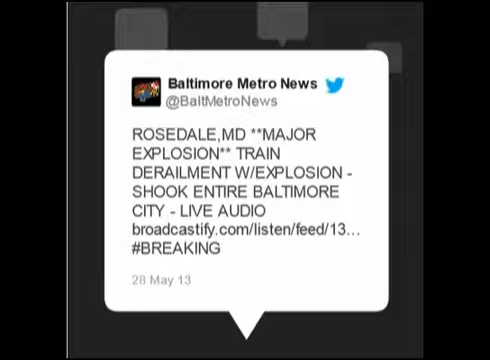 Baltimore Metro News
@BaltMetroNews
ROSEDALE,MD **MAJOR
EXPLOSION** TRAIN
DERAILMENT W/EXPLOSION -
SHOOK ENTIRE BALTIMORE
CITY - LIVE AUDIO
broadcastify.com/listen/feed/13...
#BREAKING
28 May 13